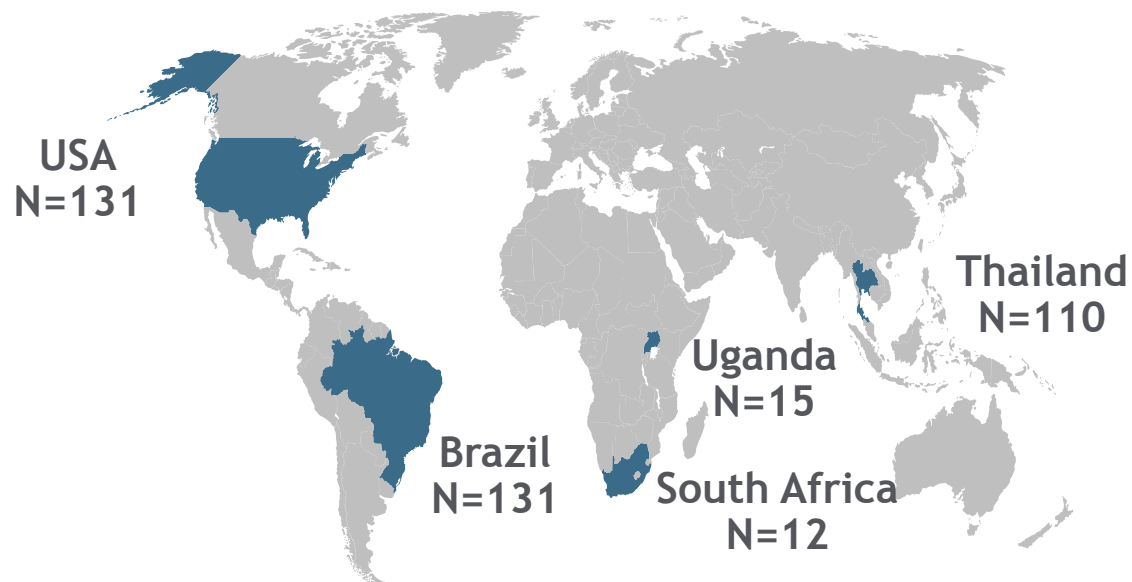 USA
N=131
Thailand
N=110
Uganda
N=15
Brazil
N=131
South Africa
N=12